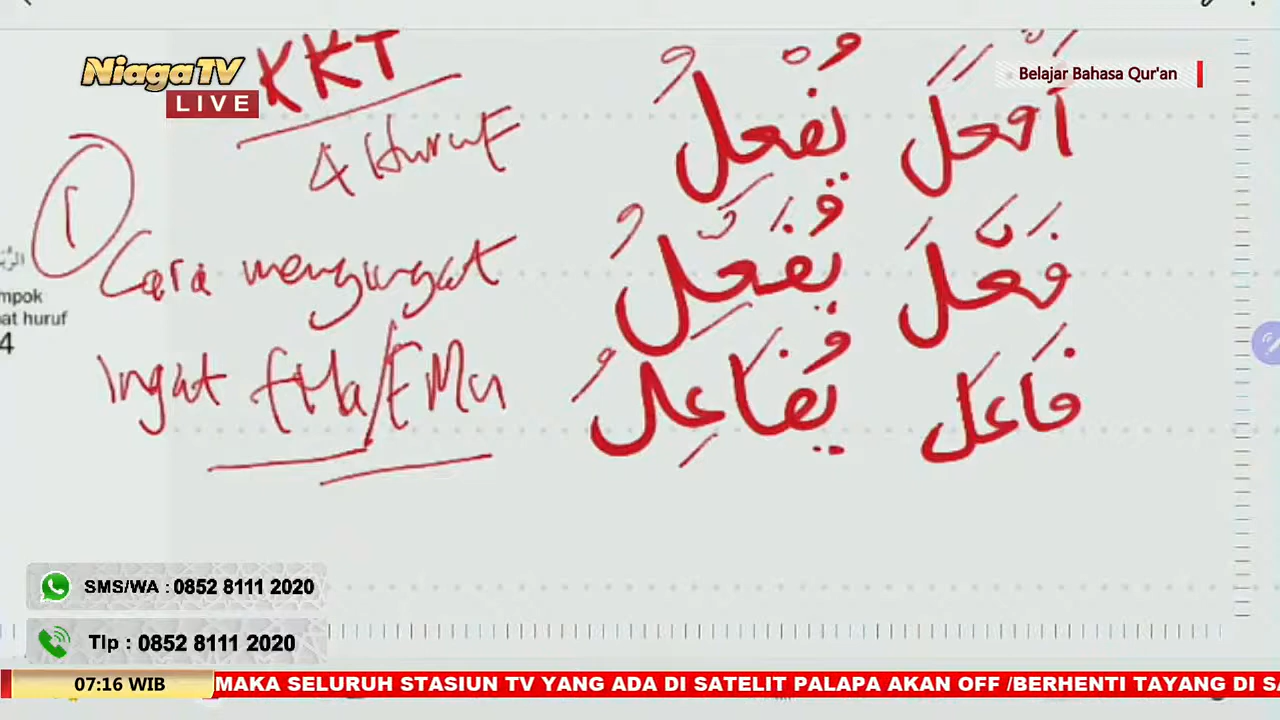 NiagaTV
LIVE
Belajar Bahasa Qur'an
KKT
4 Huruf
أَفْعَلَ يُفْعِلُ
فَعَّلَ يُفَعِّلُ
فَاعَلَ يُفَاعِلُ
1
Cara mengingat
Ingat
mpok
at huruf
4
SMS/WA : 0852 8111 2020
Tlp : 0852 8111 2020
07:16 WIB
MAKA SELURUH STASIUN TV YANG ADA DI SATELIT PALAPA AKAN OFF /BERHENTI TAYANG DI SA